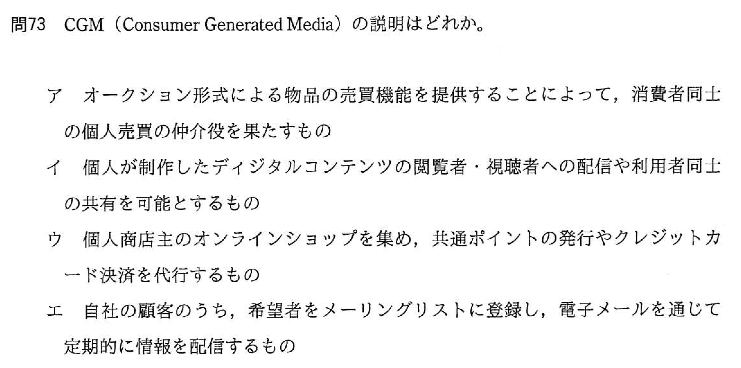 問73 CGM（Consumer Generated Media）の説明はどれか。
ア オークション形式による物品の売買機能を提供することによって，消費者同士
の個人売買の仲介役を果たすもの
イ 個人が制作したディジタルコンテンツの閲覧者・視聴者への配信や利用者同士
の共有を可能とするもの
ウ 個人商店主のオンラインショップを集め，共通ポイントの発行やクレジットカ
ード決済を代行するもの
エ 自社の顧客のうち，希望者をメーリングリストに登録し，電子メールを通じて
定期的に情報を配信するもの